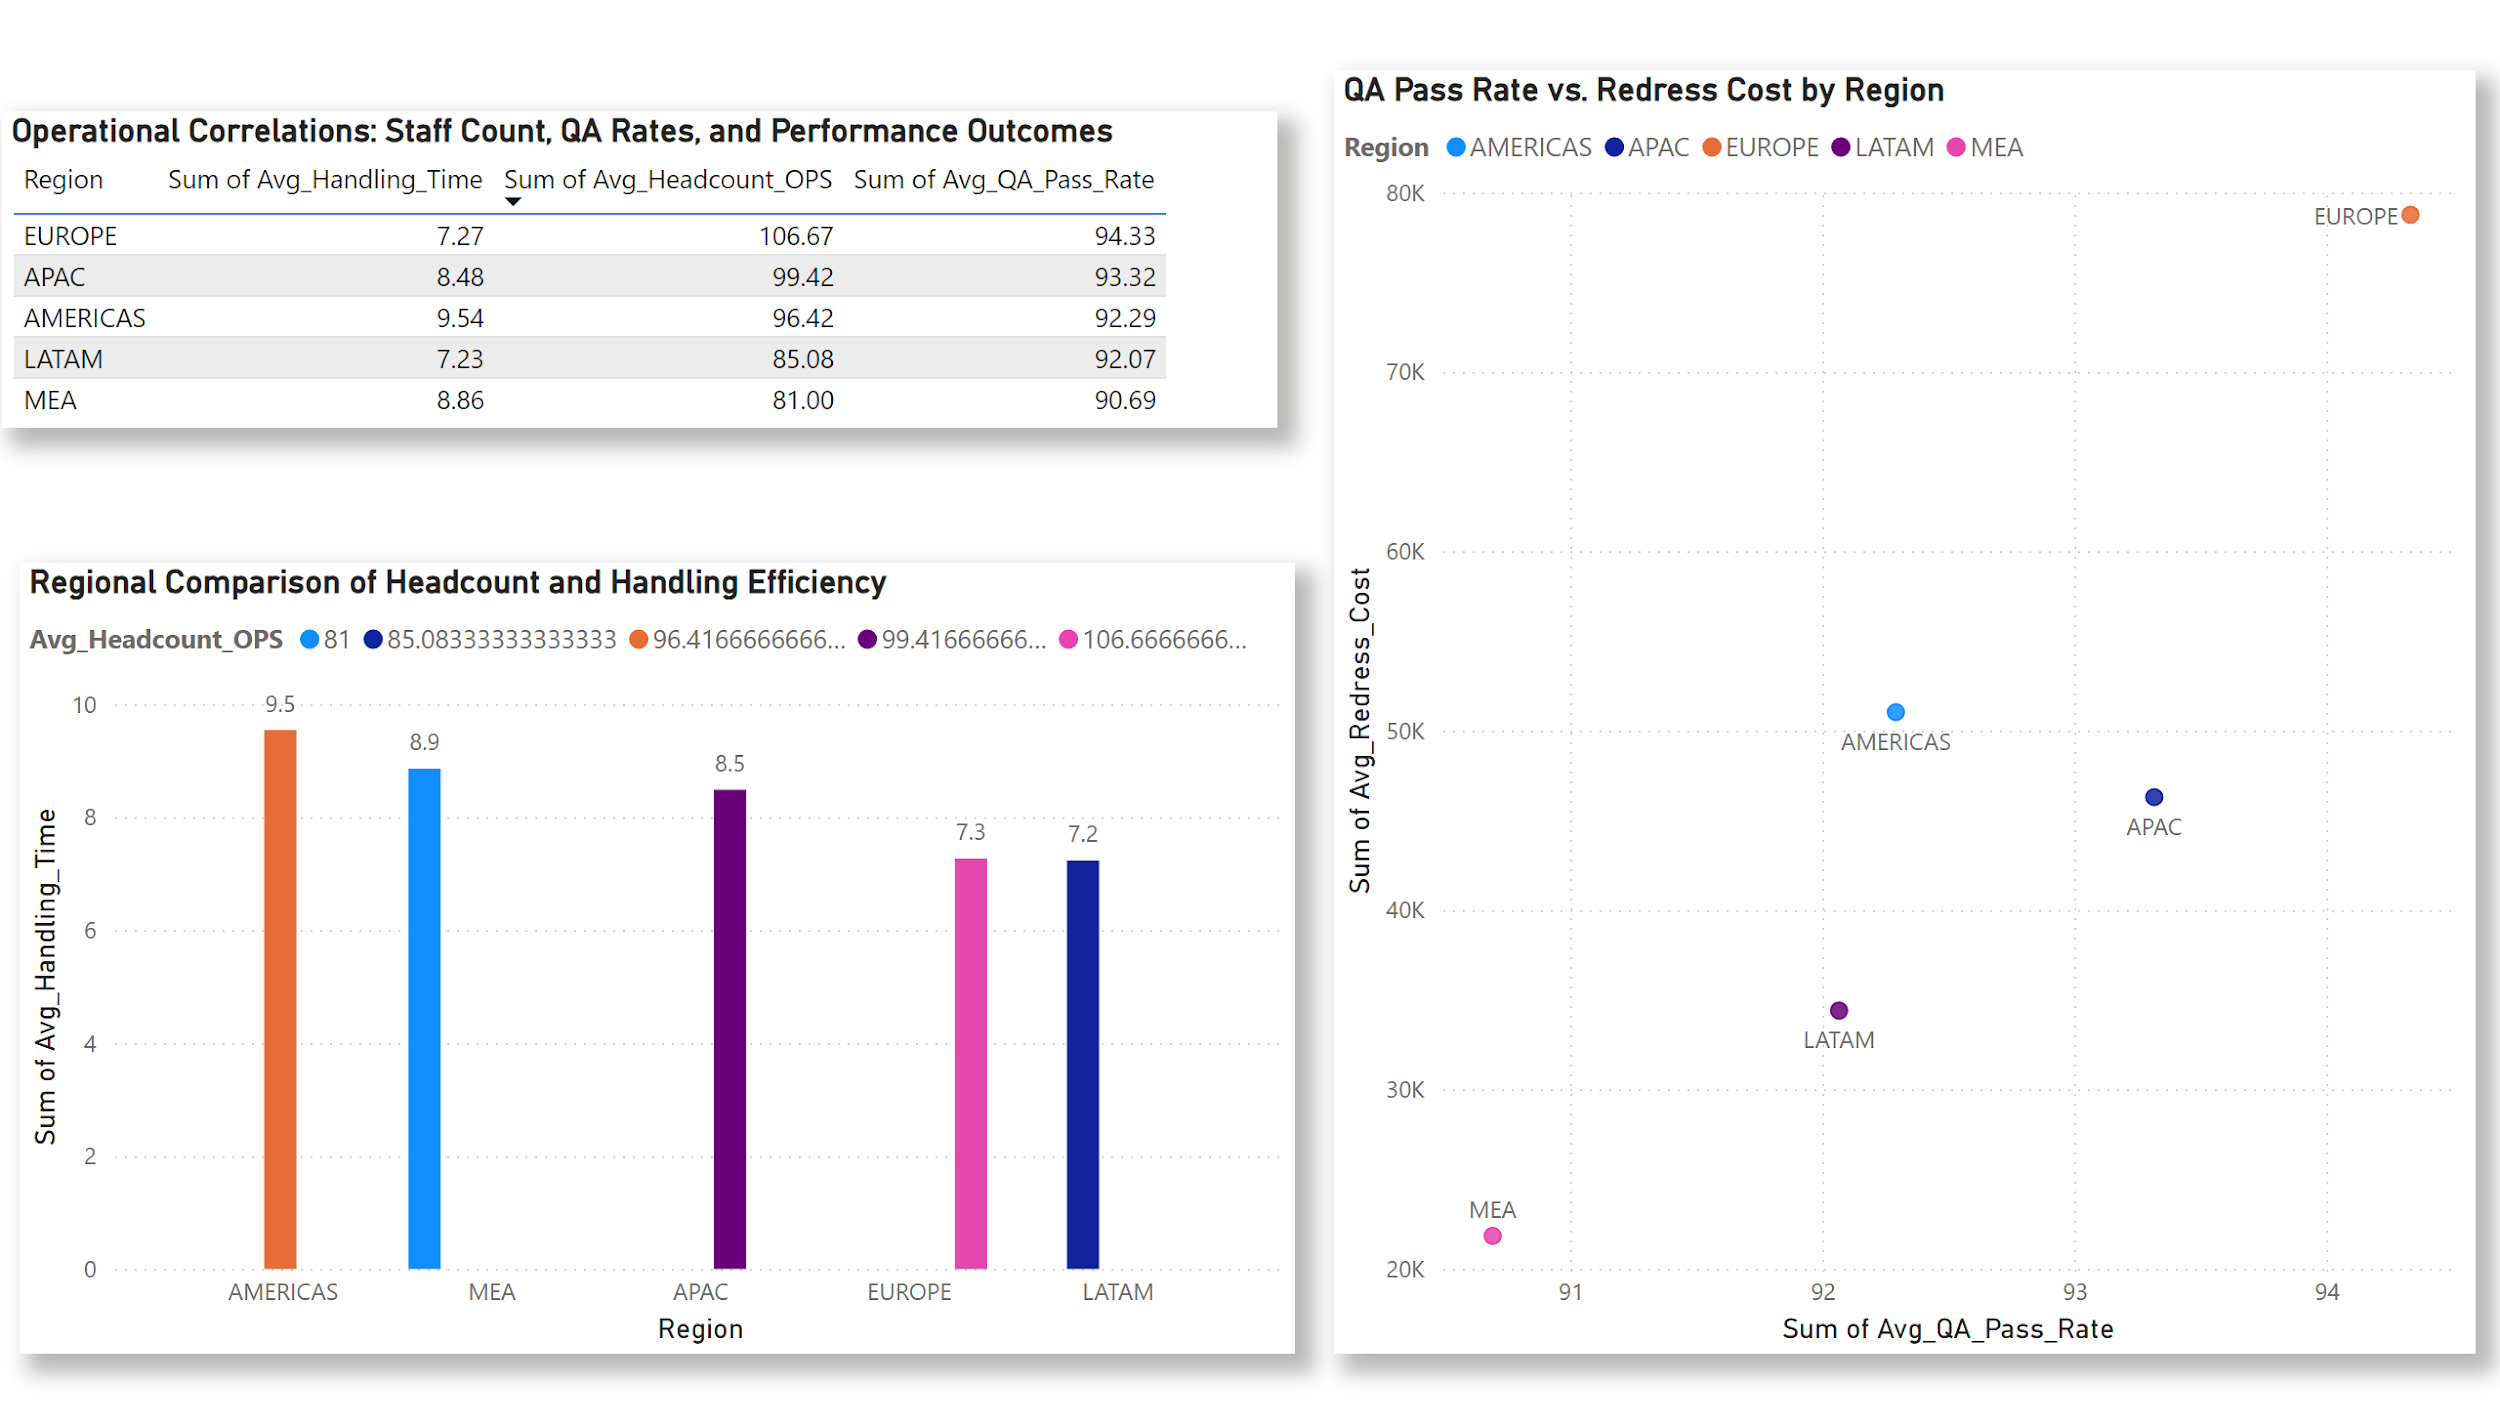 Operational Correlations: Staff Count, QA Rates, and Performance Outcomes
Region Sum of Avg_Handling_Time Sum of Avg_Headcount_OPS Sum of Avg_QA_Pass_Rate
EUROPE 7.27 106.67 94.33
APAC 8.48 99.42 93.32
AMERICAS 9.54 96.42 92.29
LATAM 7.23 85.08 92.07
MEA 8.86 81.00 90.69
Regional Comparison of Headcount and Handling Efficiency
Avg_Headcount_OPS 81 85.08333333333333 96.4166666666... 99.41666666... 106.6666666...
Sum of Avg_Handling_Time
10
8
6
4
2
0
9.5
8.9
8.5
7.3
7.2
AMERICAS MEA APAC EUROPE LATAM
Region
QA Pass Rate vs. Redress Cost by Region
Region AMERICAS APAC EUROPE LATAM MEA
Sum of Avg_Redress_Cost
80K
70K
60K
50K
40K
30K
20K
EUROPE
AMERICAS
APAC
LATAM
MEA
91 92 93 94
Sum of Avg_QA_Pass_Rate